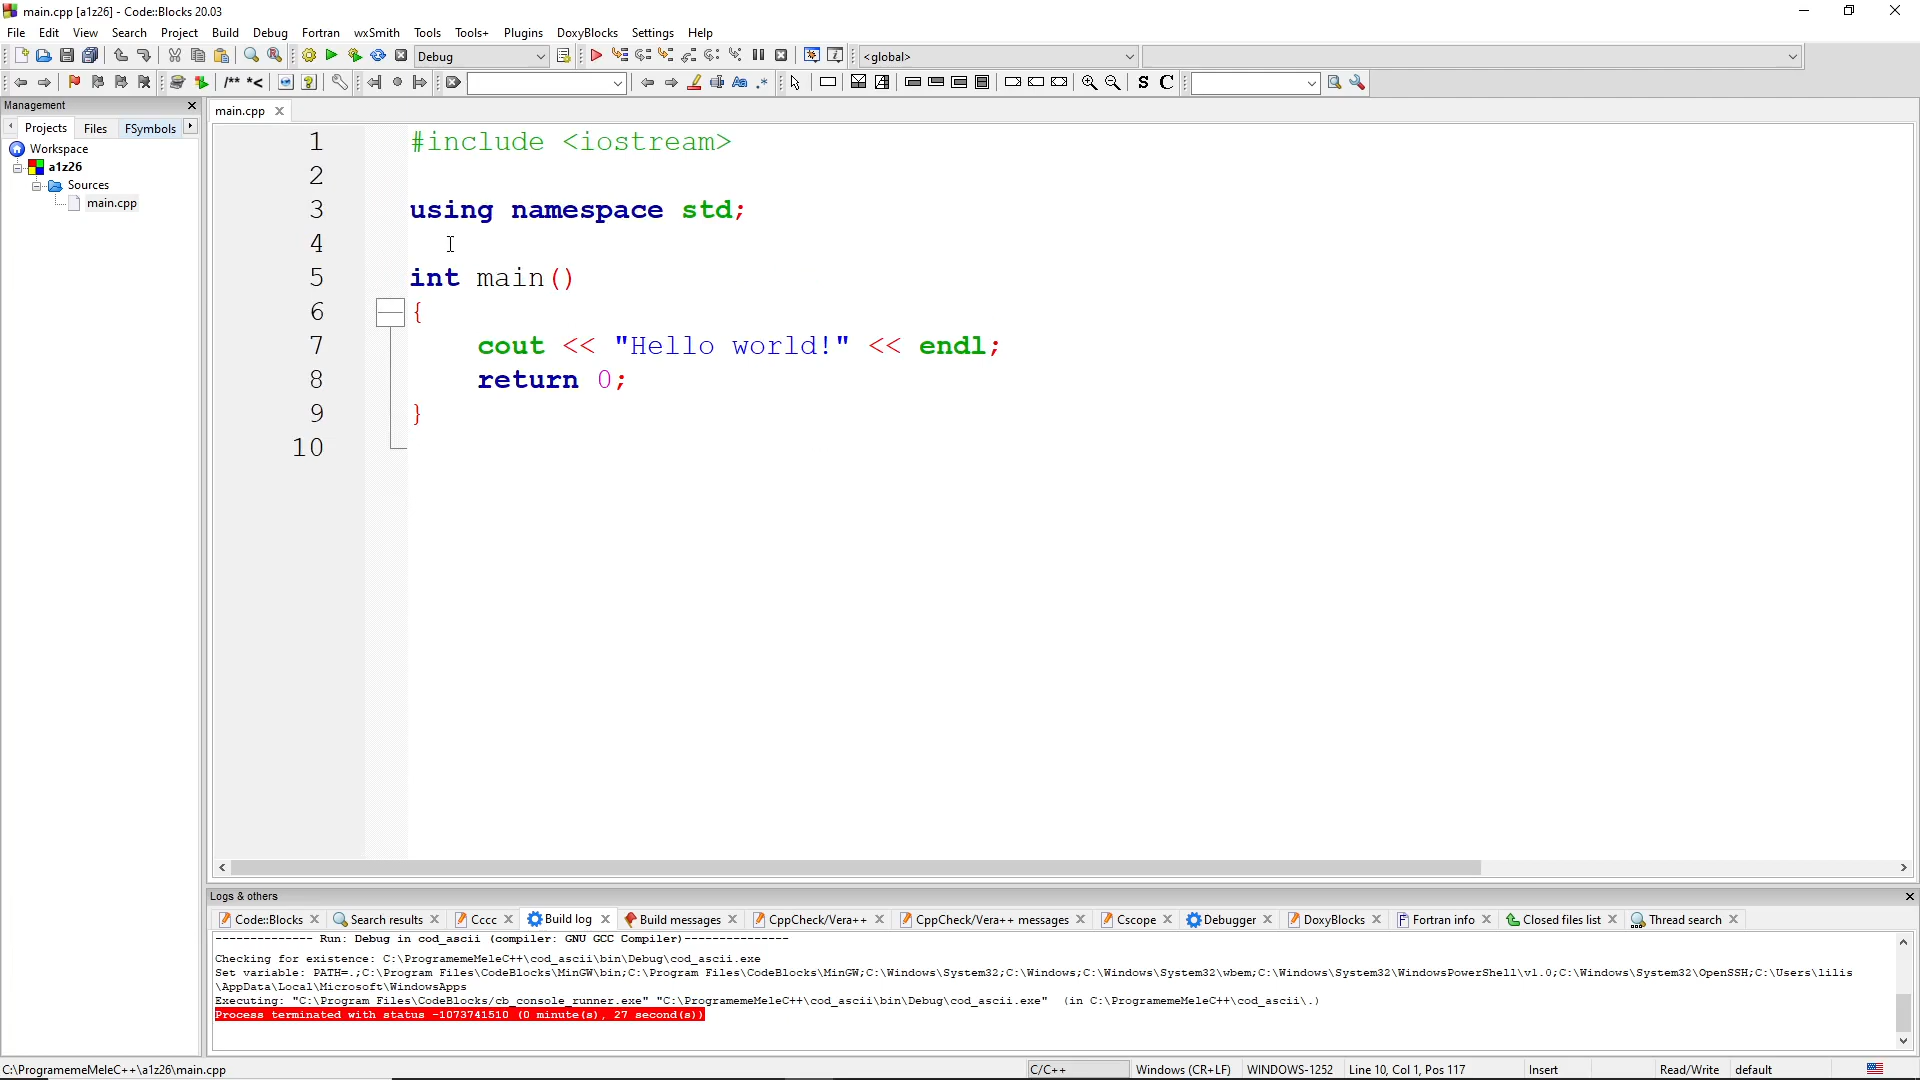 main.cpp [a1z26] - Code::Blocks 20.03
File Edit View Search Project Build Debug Fortran wxSmith Tools Tools+ Plugins DoxyBlocks Settings Help
Debug <global>
/** *< Aa .* S C
Management
main.cpp
Projects Files FSymbols
Workspace
a1z26
Sources
main.cpp
1 #include <iostream>
2
3 using namespace std;
4
5 int main()
6 {
7 cout << "Hello world!" << endl;
8 return 0;
9 }
10
Logs & others
Code::Blocks Search results Cccc Build log Build messages CppCheck/Vera++ CppCheck/Vera++ messages Cscope Debugger DoxyBlocks Fortran info Closed files list Thread search
-------------- Run: Debug in cod_ascii (compiler: GNU GCC Compiler)---------------
Checking for existence: C:\ProgramemeMeleC++\cod_ascii\bin\Debug\cod_ascii.exe
Set variable: PATH=.;C:\Program Files\CodeBlocks\MinGW\bin;C:\Program Files\CodeBlocks\MinGW;C:\Windows\System32;C:\Windows;C:\Windows\System32\wbem;C:\Windows\System32\WindowsPowerShell\v1.0;C:\Windows\System32\OpenSSH;C:\Users\lilis
\AppData\Local\Microsoft\WindowsApps
Executing: "C:\Program Files\CodeBlocks/cb_console_runner.exe" "C:\ProgramemeMeleC++\cod_ascii\bin\Debug\cod_ascii.exe" (in C:\ProgramemeMeleC++\cod_ascii\.)
Process terminated with status -1073741510 (0 minute(s), 27 second(s))
C:\ProgramemeMeleC++\a1z26\main.cpp C/C++ Windows (CR+LF) WINDOWS-1252 Line 10, Col 1, Pos 117 Insert Read/Write default